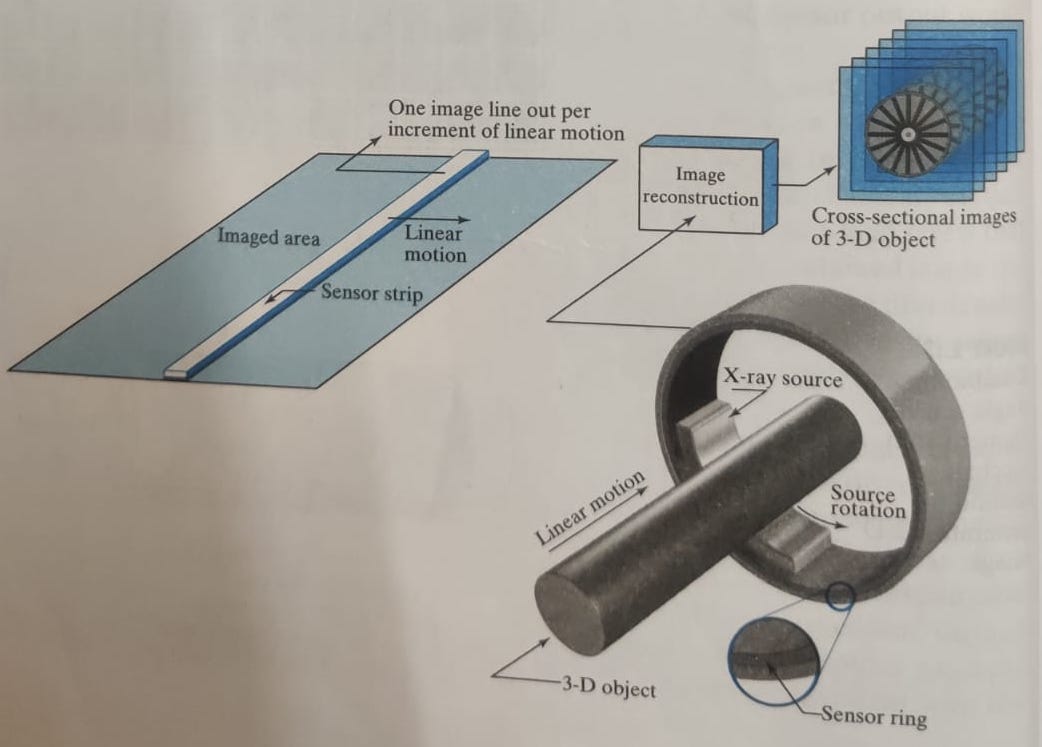 One image line out per
increment of linear motion
Imaged area
Linear
motion
Sensor strip
Image
reconstruction
Cross-sectional images
of 3-D object
X-ray source
Linear motion
Source
rotation
3-D object
Sensor ring